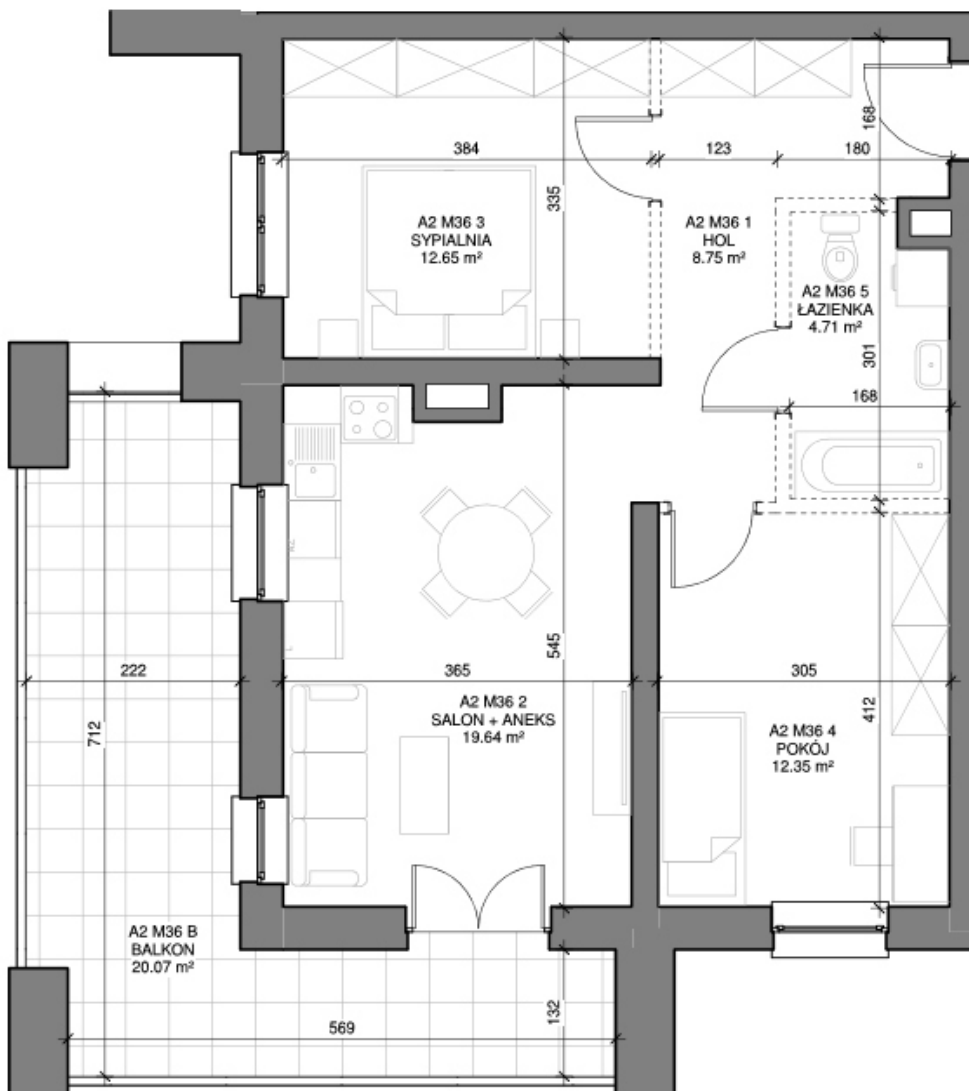 168
384
123
180
335
A2 M36 3
SYPIALNIA
12.65 m²
A2 M36 1
HOL
8.75 m²
A2 M36 5
ŁAZIENKA
4.71 m²
301
168
545
222
365
305
712
412
A2 M36 2
SALON + ANEKS
19.64 m²
A2 M36 4
POKÓJ
12.35 m²
A2 M36 B
BALKON
20.07 m²
132
569